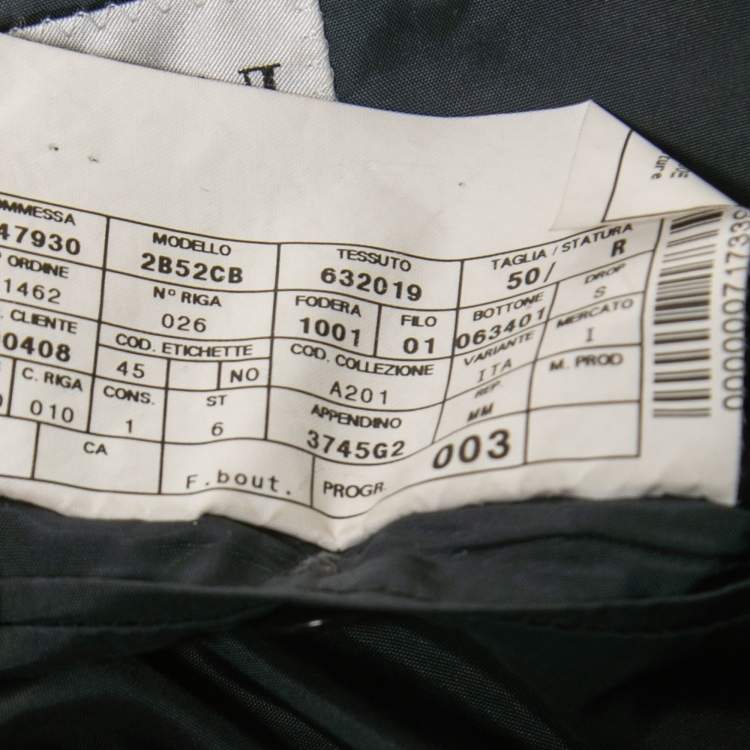 OMMESSA
47930
MODELLO
2B52CB
TESSUTO
632019
TAGLIA / STATURA
50/ R
ORDINE
1462
Nº RIGA
026
FODERA
1001
FILO
01
BOTTONE
063401
DROP
S
. CLIENTE
0408
COD. ETICHETTE
45
NO
COD. COLLEZIONE
A201
VARIANTE
ITA
MERCATO
I
C. RIGA
010
CONS.
1
ST
6
APPENDINO
3745G2
REP.
MM
M. PROD
CA
F.bout.
PROGR.
003
000000717339
ture